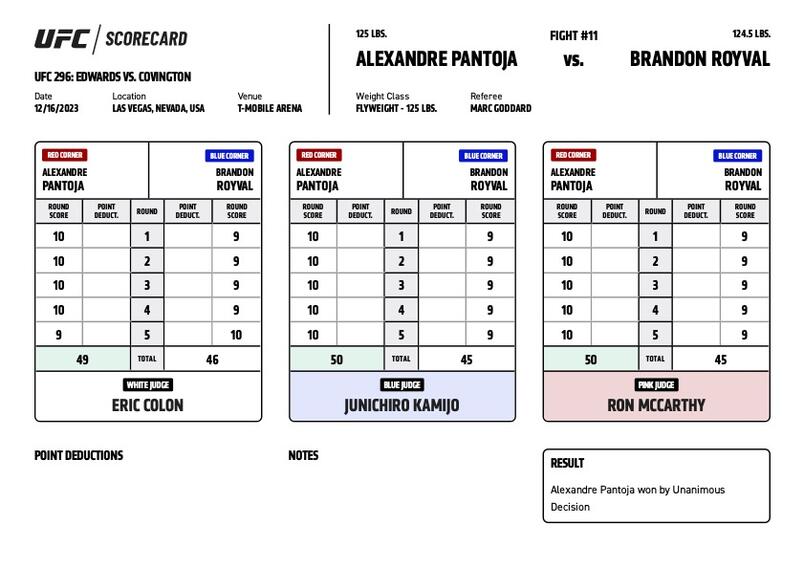 UFC / SCORECARD
UFC 296: EDWARDS VS. COVINGTON
Date Location Venue
12/16/2023 LAS VEGAS, NEVADA, USA T-MOBILE ARENA
125 LBS. FIGHT #11 124.5 LBS.
ALEXANDRE PANTOJA VS. BRANDON ROYVAL
Weight Class Referee
FLYWEIGHT - 125 LBS. MARC GODDARD
RED CORNER BLUE CORNER
ALEXANDRE BRANDON
PANTOJA ROYVAL
ROUND SCORE POINT DEDUCT. ROUND POINT DEDUCT. ROUND SCORE
10 1 9
10 2 9
10 3 9
10 4 9
9 5 10
49 TOTAL 46
WHITE JUDGE
ERIC COLON
RED CORNER BLUE CORNER
ALEXANDRE BRANDON
PANTOJA ROYVAL
ROUND SCORE POINT DEDUCT. ROUND POINT DEDUCT. ROUND SCORE
10 1 9
10 2 9
10 3 9
10 4 9
10 5 9
50 TOTAL 45
BLUE JUDGE
JUNICHIRO KAMIJO
RED CORNER BLUE CORNER
ALEXANDRE BRANDON
PANTOJA ROYVAL
ROUND SCORE POINT DEDUCT. ROUND POINT DEDUCT. ROUND SCORE
10 1 9
10 2 9
10 3 9
10 4 9
10 5 9
50 TOTAL 45
PINK JUDGE
RON MCCARTHY
POINT DEDUCTIONS
NOTES
RESULT
Alexandre Pantoja won by Unanimous
Decision